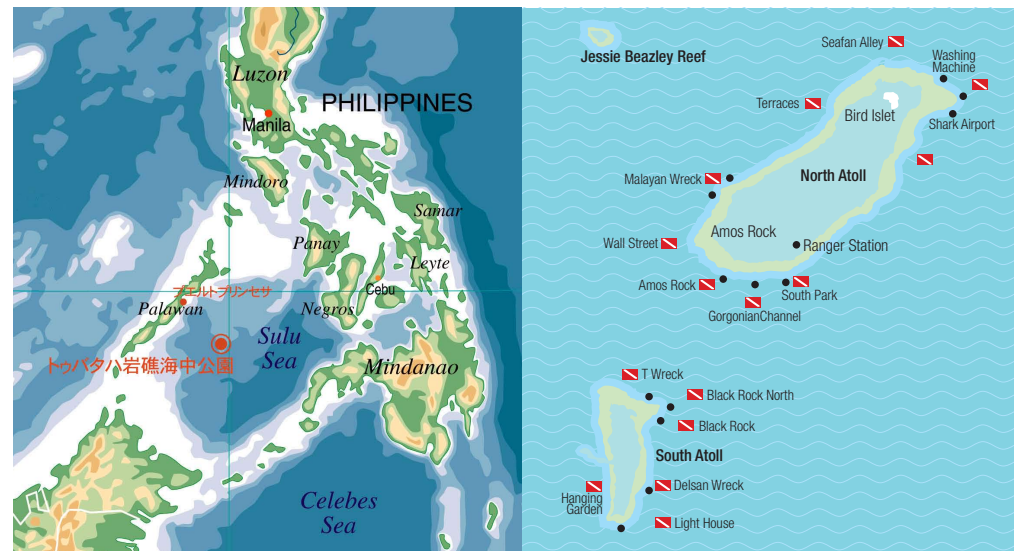 Luzon
PHILIPPINES
Manila
Mindoro
Samar
Panay
Leyte
プエルトプリンセサ
Cebu
Palawan
Negros
Sulu
Sea
トゥバタハ岩礁海中公園
Mindanao
Celebes
Sea
Jessie Beazley Reef
Seafan Alley
Washing
Machine
Terraces
Bird Islet
Shark Airport
Malayan Wreck
North Atoll
Amos Rock
Wall Street
Ranger Station
Amos Rock
South Park
GorgonianChannel
T Wreck
Black Rock North
Black Rock
South Atoll
Hanging
Garden
Delsan Wreck
Light House